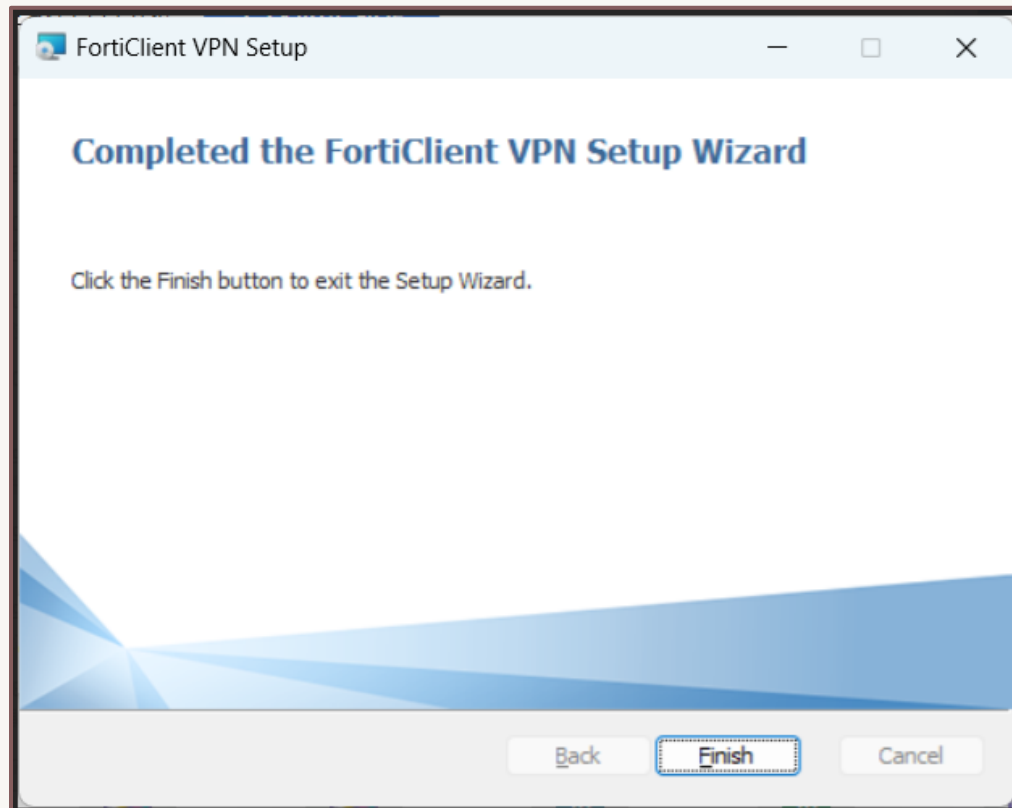 FortiClient VPN Setup
Completed the FortiClient VPN Setup Wizard
Click the Finish button to exit the Setup Wizard.
Back Finish Cancel